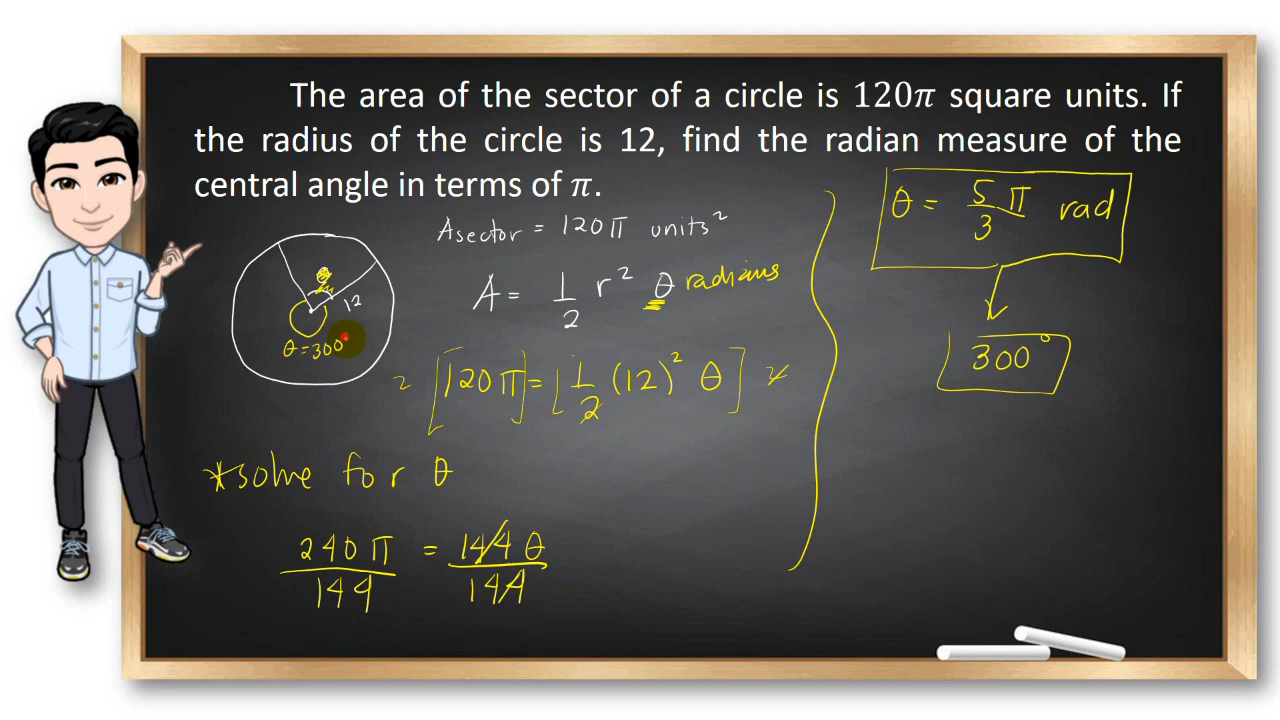 The area of the sector of a circle is 120π square units. If
the radius of the circle is 12, find the radian measure of the
central angle in terms of π.
Asector = 120π units²
A = 1/2 r² θ radians
12
θ = 300°
[120π] = [1/2 (12)² θ] 2
*solve for θ
240π/144 = 144θ/144
θ = 5/3 π rad
300°